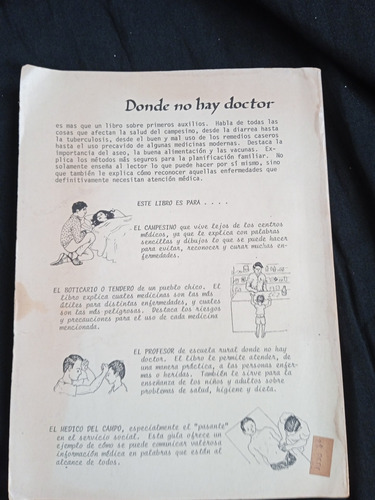 Donde no hay doctor
es mas que un libro sobre primeros auxilios. Habla de todas las
cosas que afectan la salud del campesino, desde la diarrea hasta
la tuberculosis, desde el buen y mal uso de los remedios caseros
hasta el uso precavido de algunas medicinas modernas. Destaca la
importancia del aseo, la buena alimentación y las vacunas. Ex-
plica los métodos más seguros para la planificación familiar. No
solamente enseña al lector lo que puede hacer por sí mismo, sino
que también le explica cómo reconocer aquellas enfermedades que
definitivamente necesitan atención médica.
ESTE LIBRO ES PARA . . . .
EL CAMPESINO que vive lejos de los centros
médicos, ya que le explica con palabras
sencillas y dibujos lo que se puede hacer
para evitar, reconocer y curar muchas en-
fermedades.
EL BOTICARIO O TENDERO de un pueblo chico. El
libro explica cuales medicinas son las más
útiles para distintas enfermedades, y cuales
son las más peligrosas. Destaca los riesgos
y precauciones para el uso de cada medicina
mencionada.
EL PROFESOR de escuela rural donde no hay
doctor. El libro le permite atender, de
una manera práctica, a las personas enfer-
mas o heridas. También le sirve para la
enseñanza de los niños y adultos sobre
problemas de salud, higiene y dieta.
EL MEDICO DEL CAMPO, especialmente el "pasante"
en el servicio social. Esta guía ofrece un
ejemplo de cómo se puede comunicar valerosa
información médica en palabras que están al
alcance de todos.